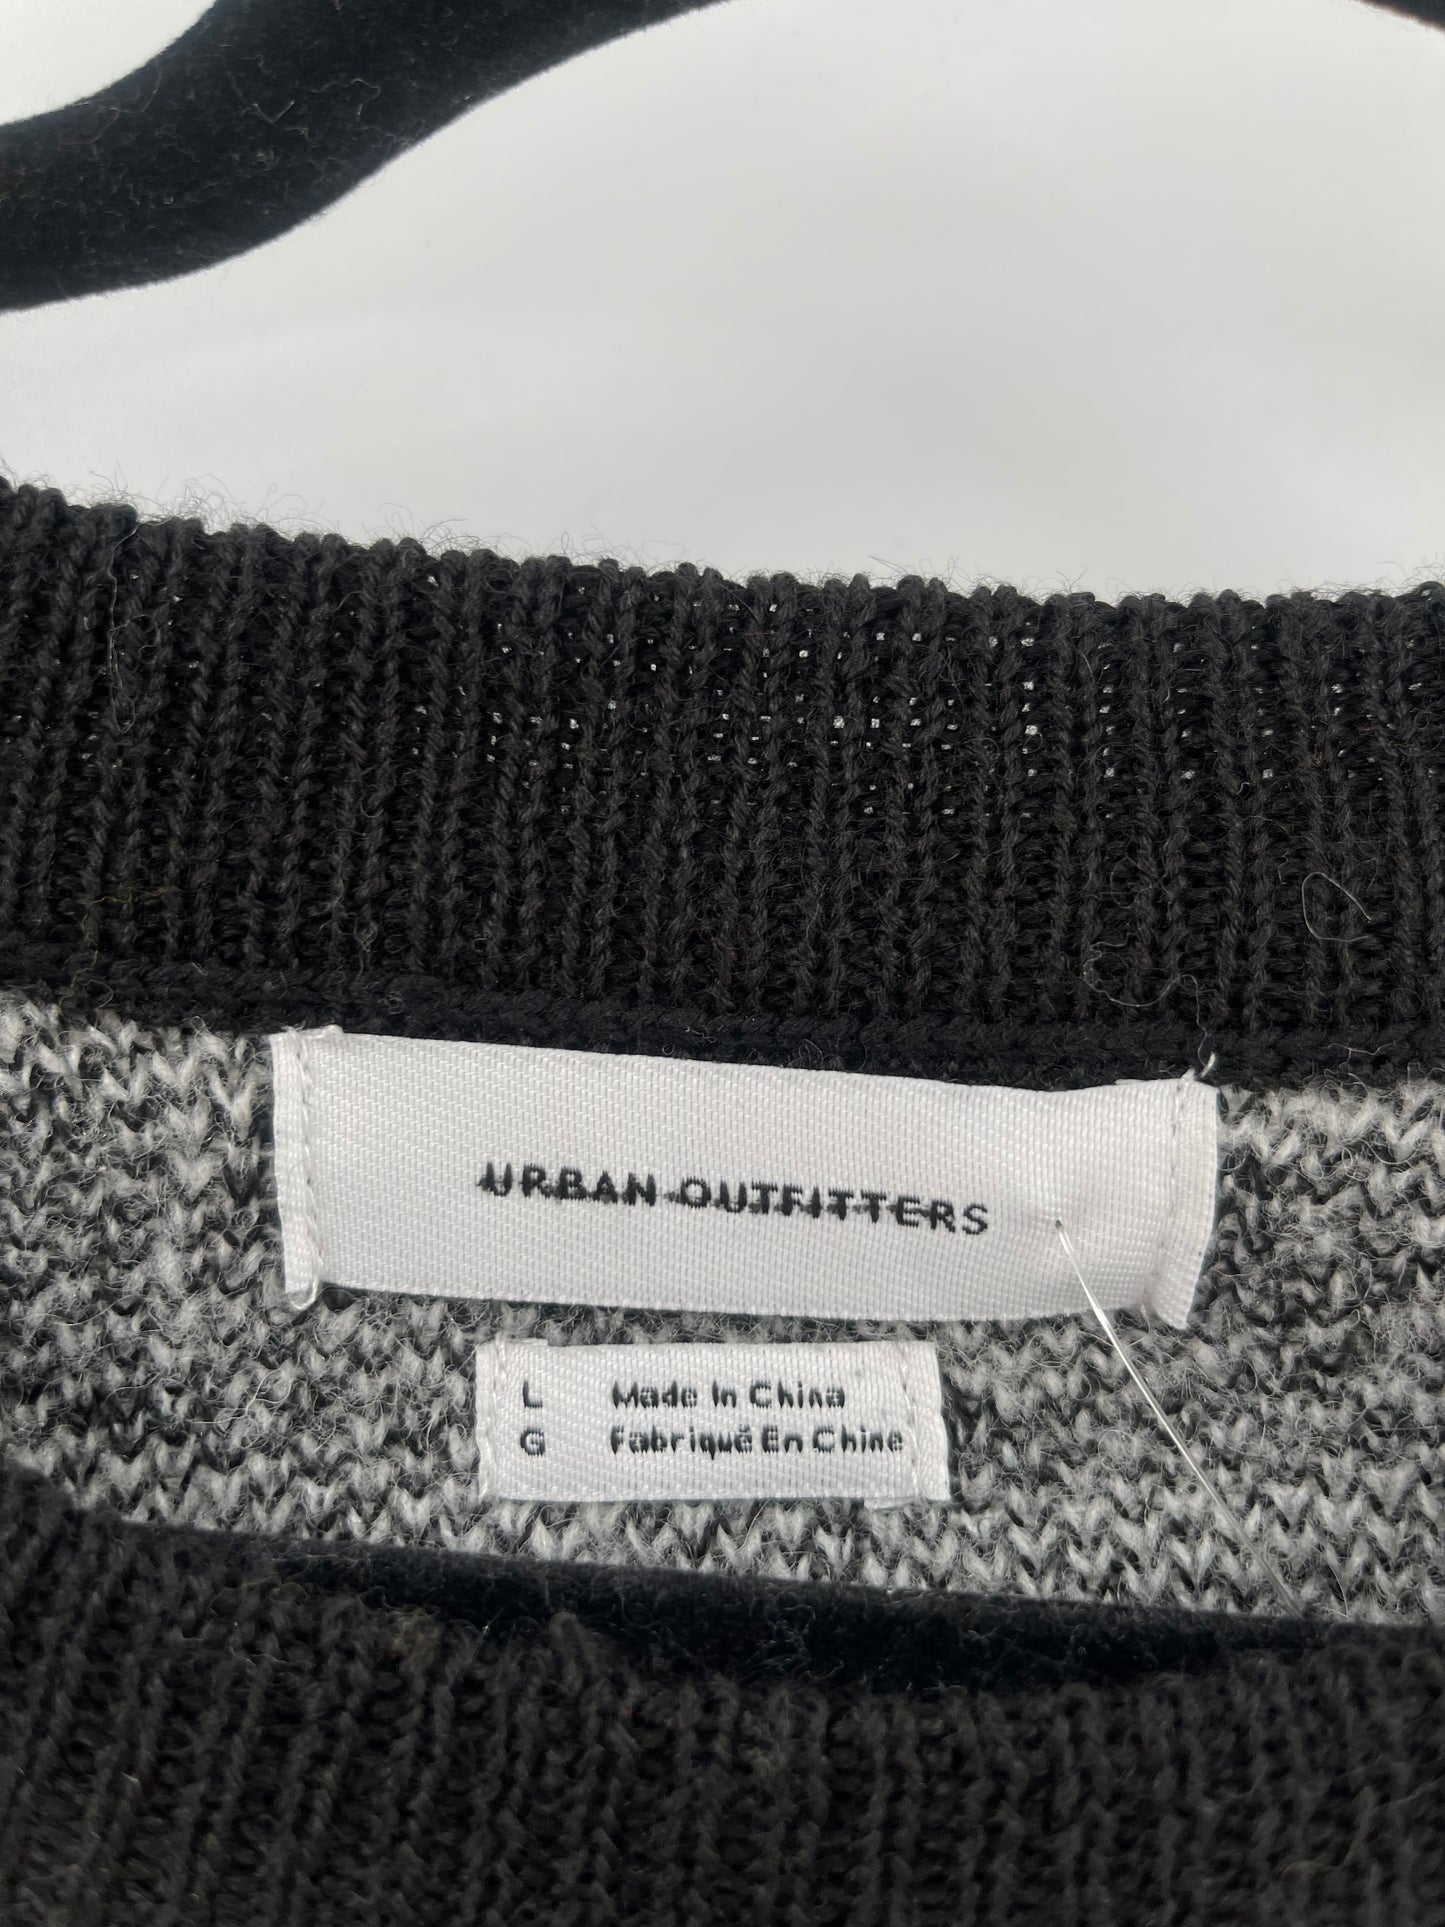 URBAN OUTFITTERS
L Made In China
G Fabriqué En Chine